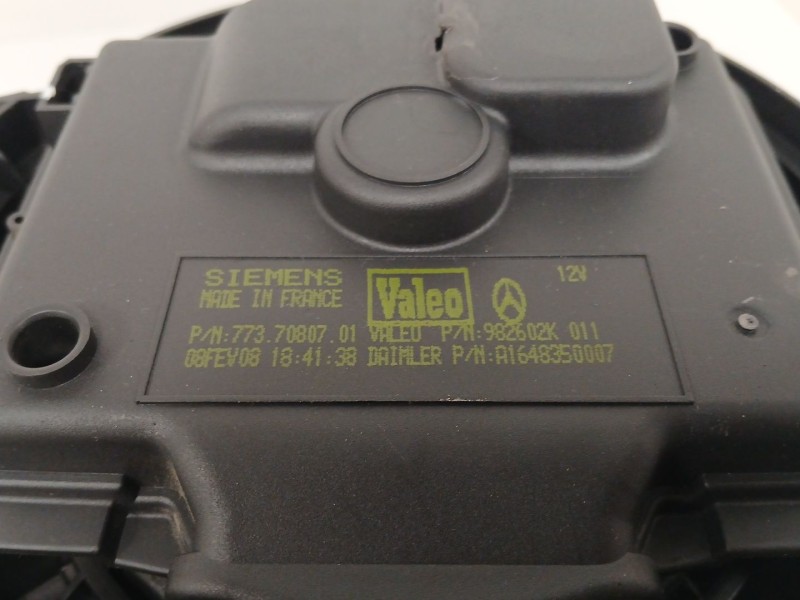 SIEMENS Valeo 12V
MADE IN FRANCE
P/N:773.70807.01 VALEO P/N:982602K 011
08FEV08 18:41:38 DAIMLER P/N:A1648350007